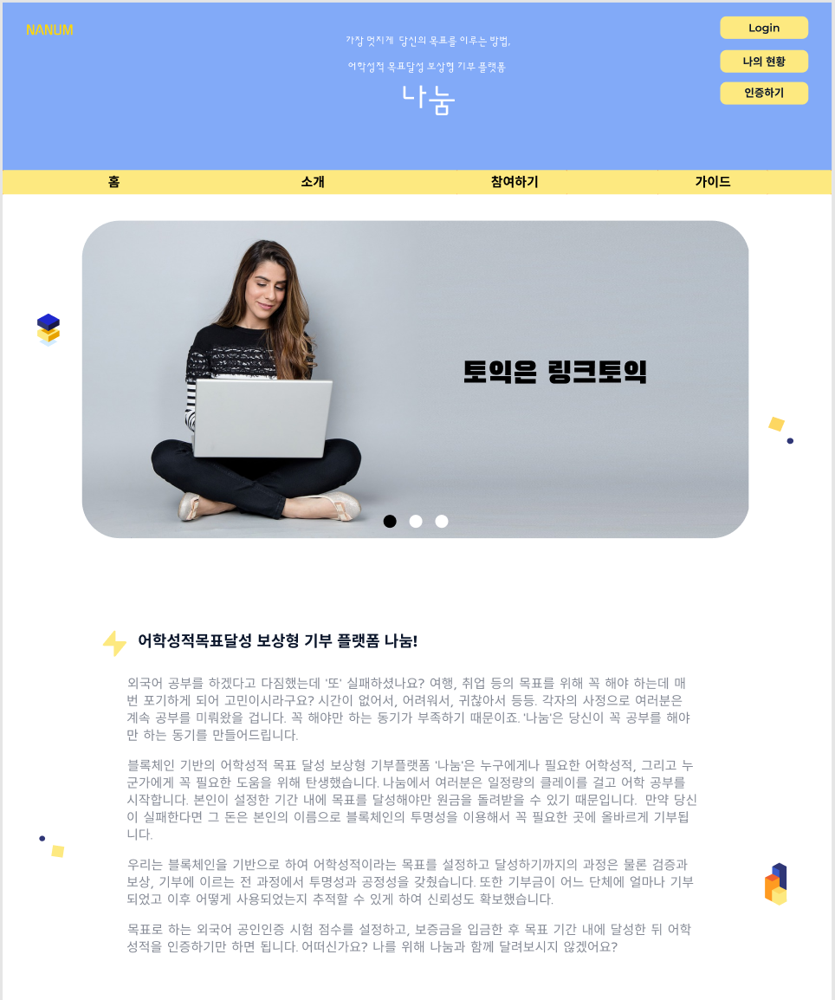 NANUM
가장 멋지게 당신의 목표를 이루는 방법,
어학성적 목표달성 보상형 기부 플랫폼
나눔
Login
나의 현황
인증하기
홈 소개 참여하기 가이드
토익은 링크토익
어학성적목표달성 보상형 기부 플랫폼 나눔!
외국어 공부를 하겠다고 다짐했는데 '또' 실패하셨나요? 여행, 취업 등의 목표를 위해 꼭 해야 하는데 매
번 포기하게 되어 고민이시라구요? 시간이 없어서, 어려워서, 귀찮아서 등등. 각자의 사정으로 여러분은
계속 공부를 미뤄왔을 겁니다. 꼭 해야만 하는 동기가 부족하기 때문이죠. '나눔'은 당신이 꼭 공부를 해야
만 하는 동기를 만들어드립니다.
블록체인 기반의 어학성적 목표 달성 보상형 기부플랫폼 '나눔'은 누구에게나 필요한 어학성적, 그리고 누
군가에게 꼭 필요한 도움을 위해 탄생했습니다. 나눔에서 여러분은 일정량의 클레이를 걸고 어학 공부를
시작합니다. 본인이 설정한 기간 내에 목표를 달성해야만 원금을 돌려받을 수 있기 때문입니다. 만약 당신
이 실패한다면 그 돈은 본인의 이름으로 블록체인의 투명성을 이용해서 꼭 필요한 곳에 올바르게 기부됩
니다.
우리는 블록체인을 기반으로 하여 어학성적이라는 목표를 설정하고 달성하기까지의 과정은 물론 검증과
보상, 기부에 이르는 전 과정에서 투명성과 공정성을 갖췄습니다. 또한 기부금이 어느 단체에 얼마나 기부
되었고 이후 어떻게 사용되었는지 추적할 수 있게 하여 신뢰성도 확보했습니다.
목표로 하는 외국어 공인인증 시험 점수를 설정하고, 보증금을 입금한 후 목표 기간 내에 달성한 뒤 어학
성적을 인증하기만 하면 됩니다. 어떠신가요? 나를 위해 나눔과 함께 달려보시지 않겠어요?